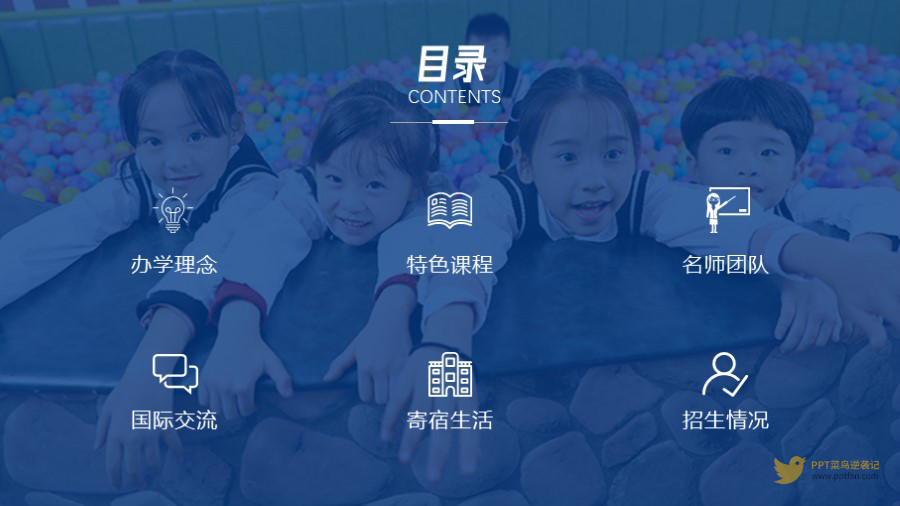 目录
CONTENTS
办学理念
特色课程
名师团队
国际交流
寄宿生活
招生情况
PPT菜鸟逆袭记
www.pptfan.com